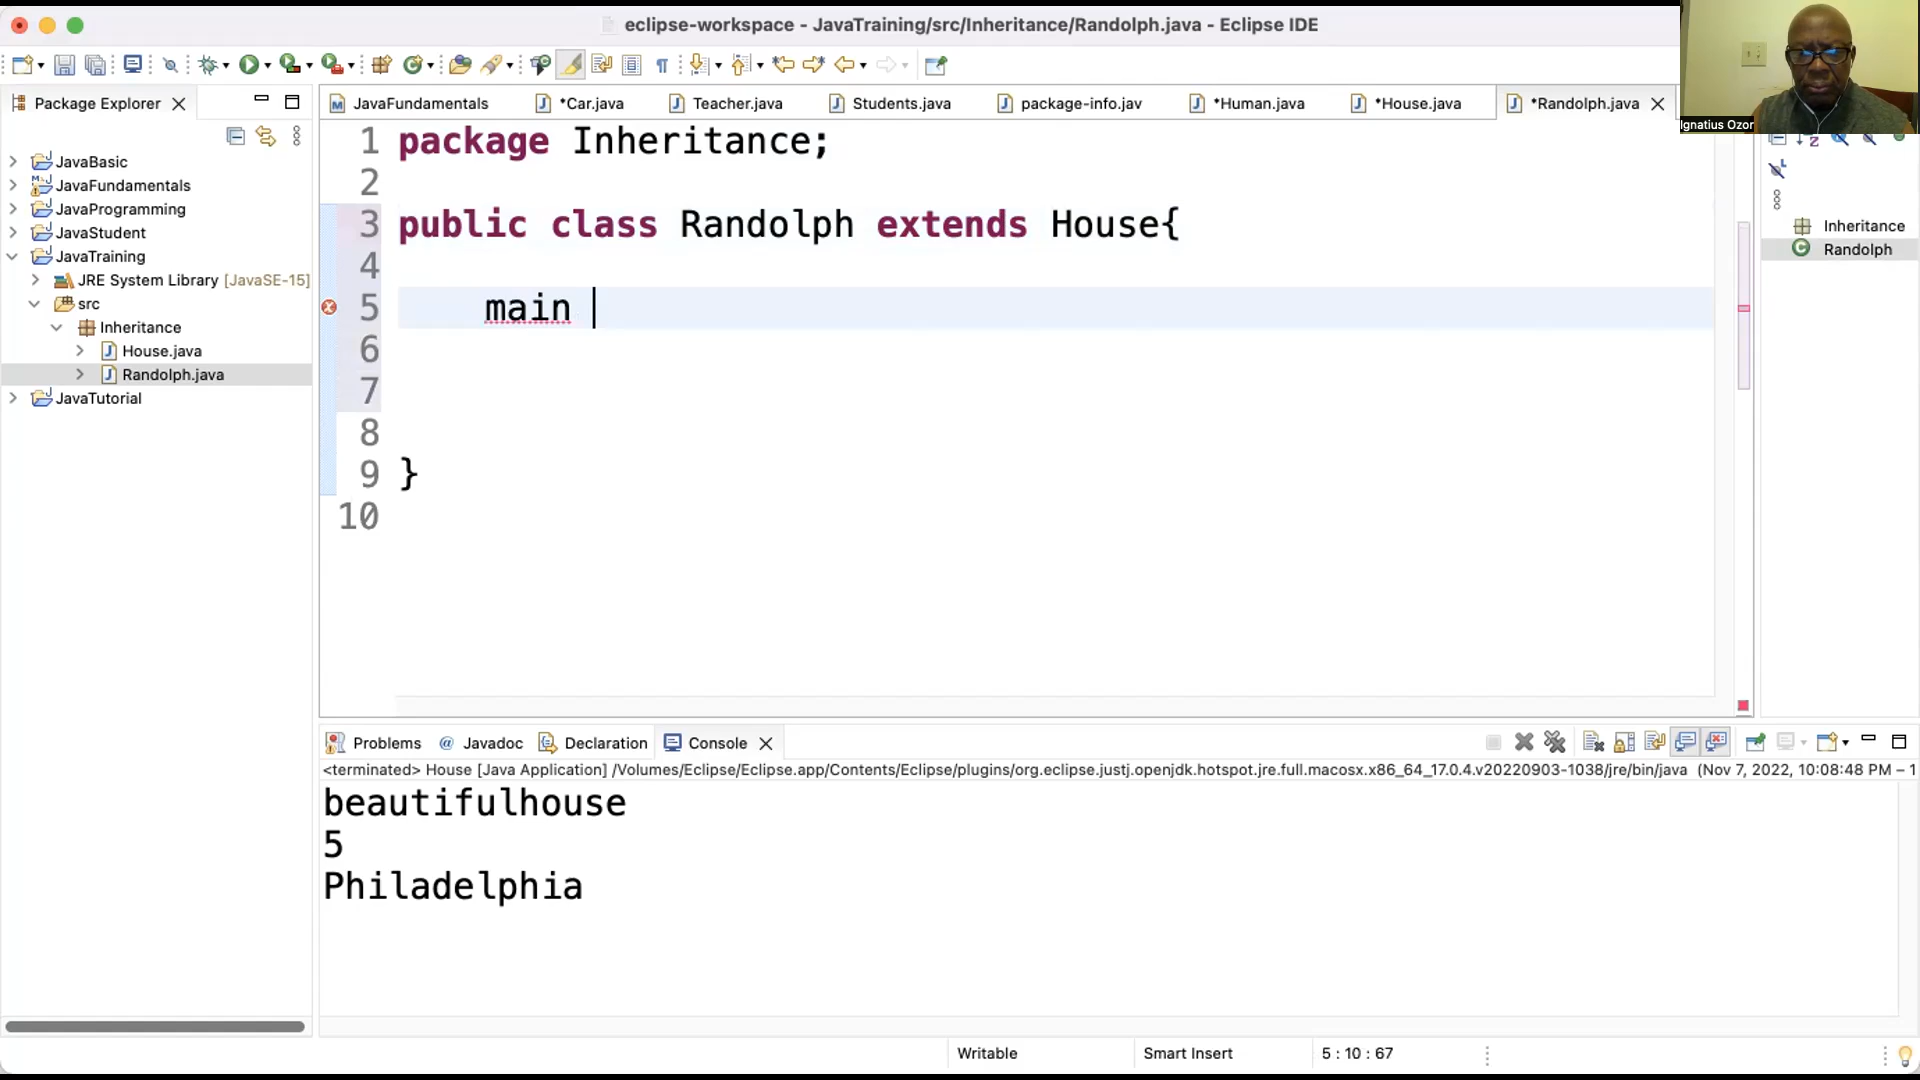 eclipse-workspace - JavaTraining/src/Inheritance/Randolph.java - Eclipse IDE
Ignatius Ozor
Package Explorer
JavaFundamentals
*Car.java
Teacher.java
Students.java
package-info.jav
*Human.java
*House.java
*Randolph.java
JavaBasic
JavaFundamentals
JavaProgramming
JavaStudent
JavaTraining
JRE System Library [JavaSE-15]
src
Inheritance
House.java
Randolph.java
JavaTutorial
1 package Inheritance;
2
3 public class Randolph extends House{
4
5 main
6
7
8
9 }
10
Inheritance
Randolph
Problems
Javadoc
Declaration
Console
<terminated> House [Java Application] /Volumes/Eclipse/Eclipse.app/Contents/Eclipse/plugins/org.eclipse.justj.openjdk.hotspot.jre.full.macosx.x86_64_17.0.4.v20220903-1038/jre/bin/java (Nov 7, 2022, 10:08:48 PM – 1
beautifulhouse
5
Philadelphia
Writable
Smart Insert
5 : 10 : 67